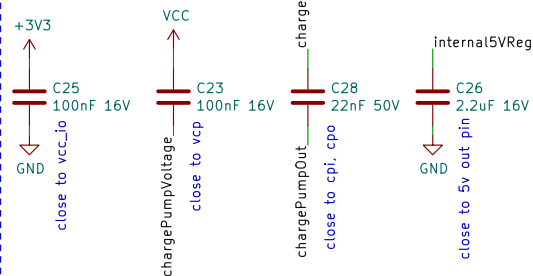 +3V3
C25
100nF 16V
GND
close to vcc_io
VCC
C23
100nF 16V
close to vcp
chargePumpVoltage
charge
C28
22nF 50V
chargePumpOut
close to cpi, cpo
internal5VReg
C26
2.2uF 16V
GND
close to 5v out pin